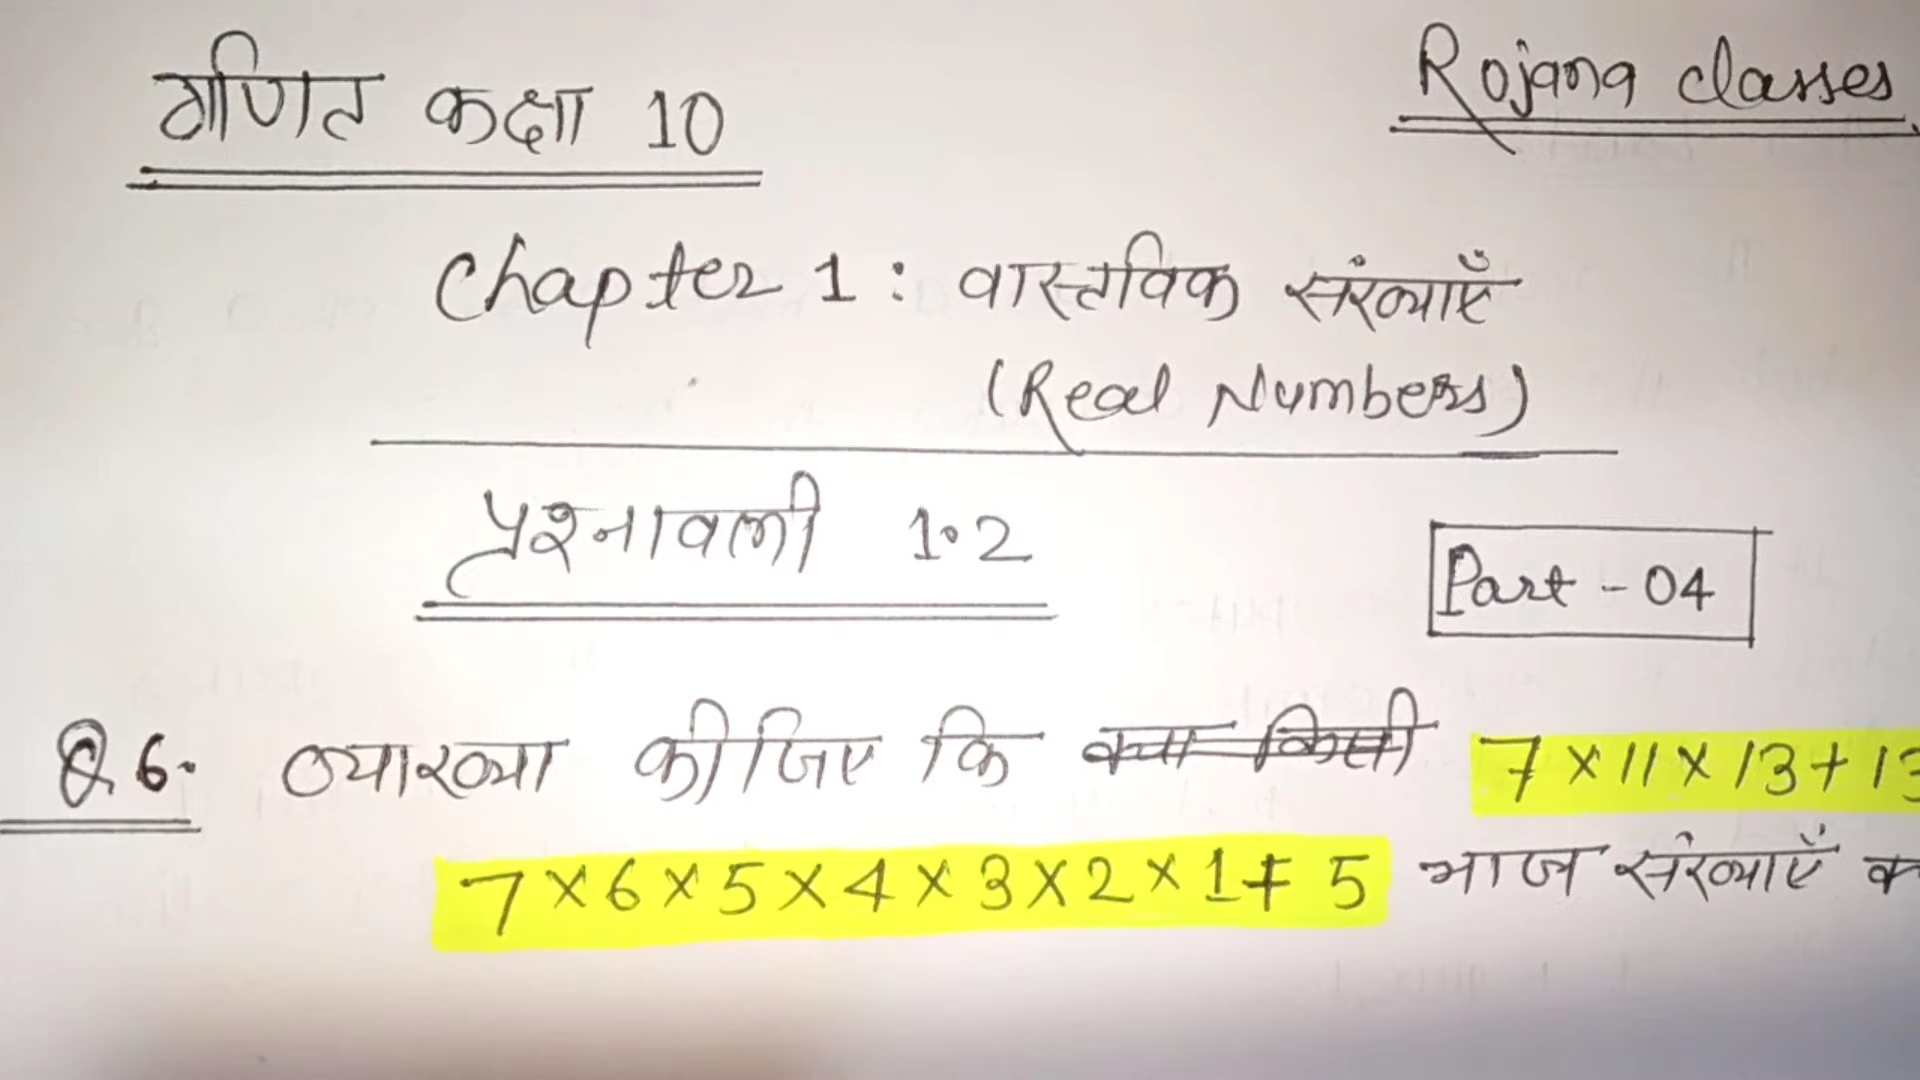 गणित कक्षा 10
Rojana classes
Chapter 1 : वास्तविक संख्याएँ
(Real Numbers)
प्रश्नावली 1.2
Part - 04
Q 6. व्याख्या कीजिए कि क्या किसी 7 × 11 × 13 + 13
7 × 6 × 5 × 4 × 3 × 2 × 1 + 5 भाज संख्याएँ क